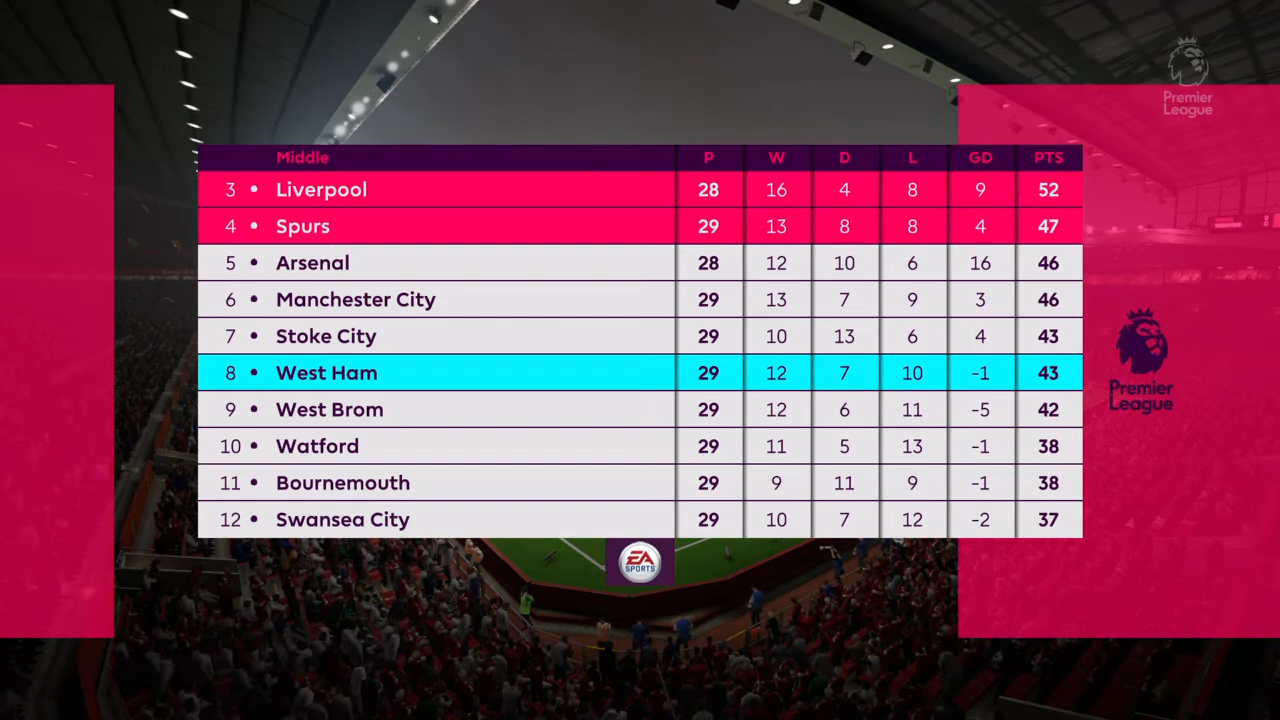 Premier
League
Middle P W D L GD PTS
3 • Liverpool 28 16 4 8 9 52
4 • Spurs 29 13 8 8 4 47
5 • Arsenal 28 12 10 6 16 46
6 • Manchester City 29 13 7 9 3 46
7 • Stoke City 29 10 13 6 4 43
8 • West Ham 29 12 7 10 -1 43
9 • West Brom 29 12 6 11 -5 42
10 • Watford 29 11 5 13 -1 38
11 • Bournemouth 29 9 11 9 -1 38
12 • Swansea City 29 10 7 12 -2 37
Premier
League
EA
SPORTS